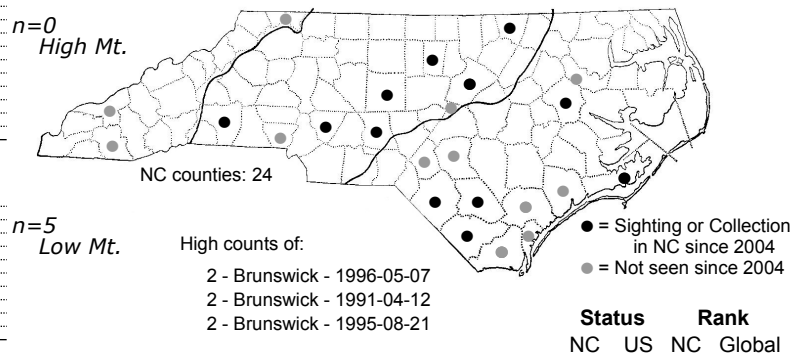 n=0
High Mt.
NC counties: 24
n=5
Low Mt.
High counts of:
2 - Brunswick - 1996-05-07
2 - Brunswick - 1991-04-12
2 - Brunswick - 1995-08-21
● = Sighting or Collection
in NC since 2004
● = Not seen since 2004
Status Rank
NC US NC Global